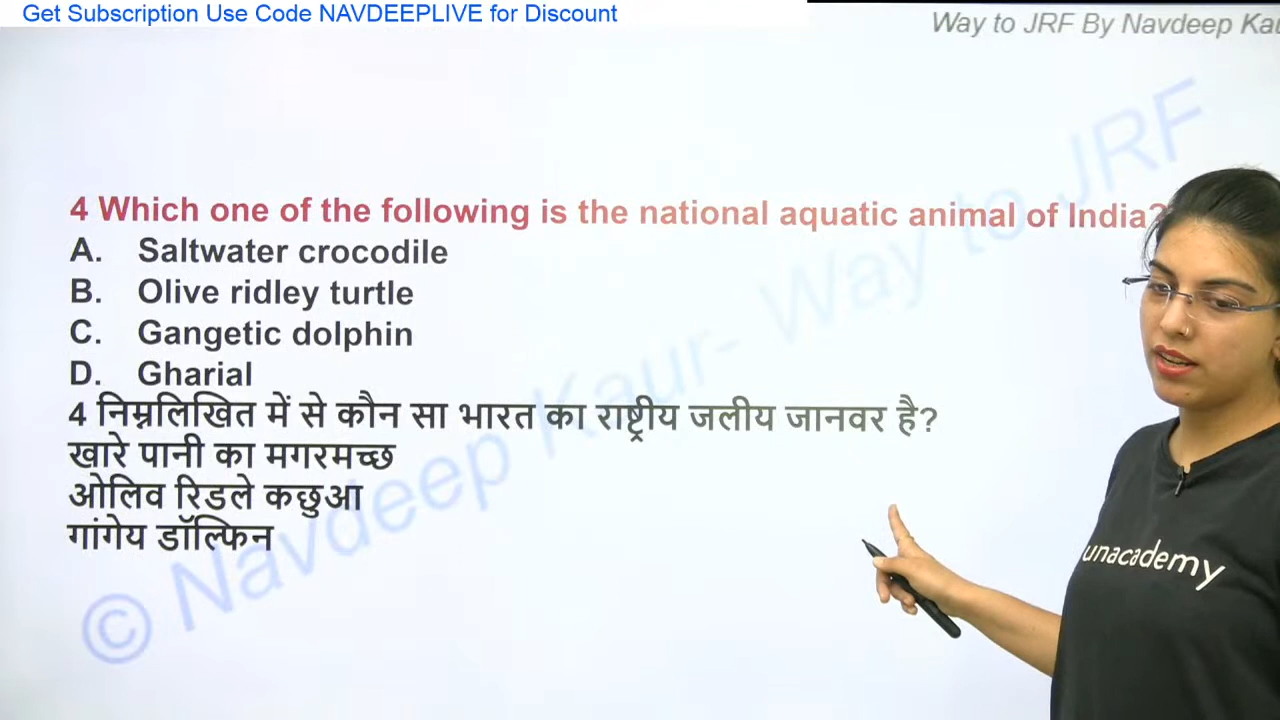 Get Subscription Use Code NAVDEEPLIVE for Discount
Way to JRF By Navdeep Kau
4 Which one of the following is the national aquatic animal of India?
A. Saltwater crocodile
B. Olive ridley turtle
C. Gangetic dolphin
D. Gharial
4 निम्नलिखित में से कौन सा भारत का राष्ट्रीय जलीय जानवर है?
खारे पानी का मगरमच्छ
ओलिव रिडले कछुआ
गांगेय डॉल्फिन
© Navdeep Kaur- Way to JRF
unacademy